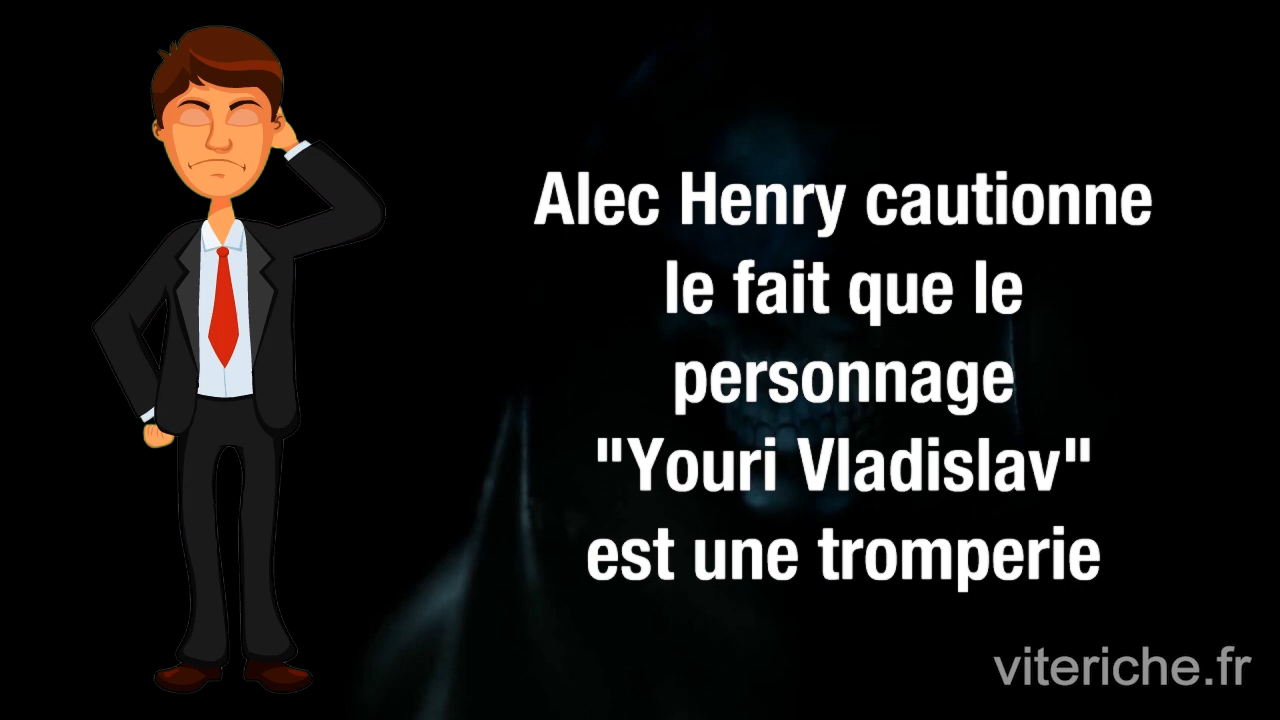 Alec Henry cautionne
le fait que le
personnage
"Youri Vladislav"
est une tromperie
viteriche.fr